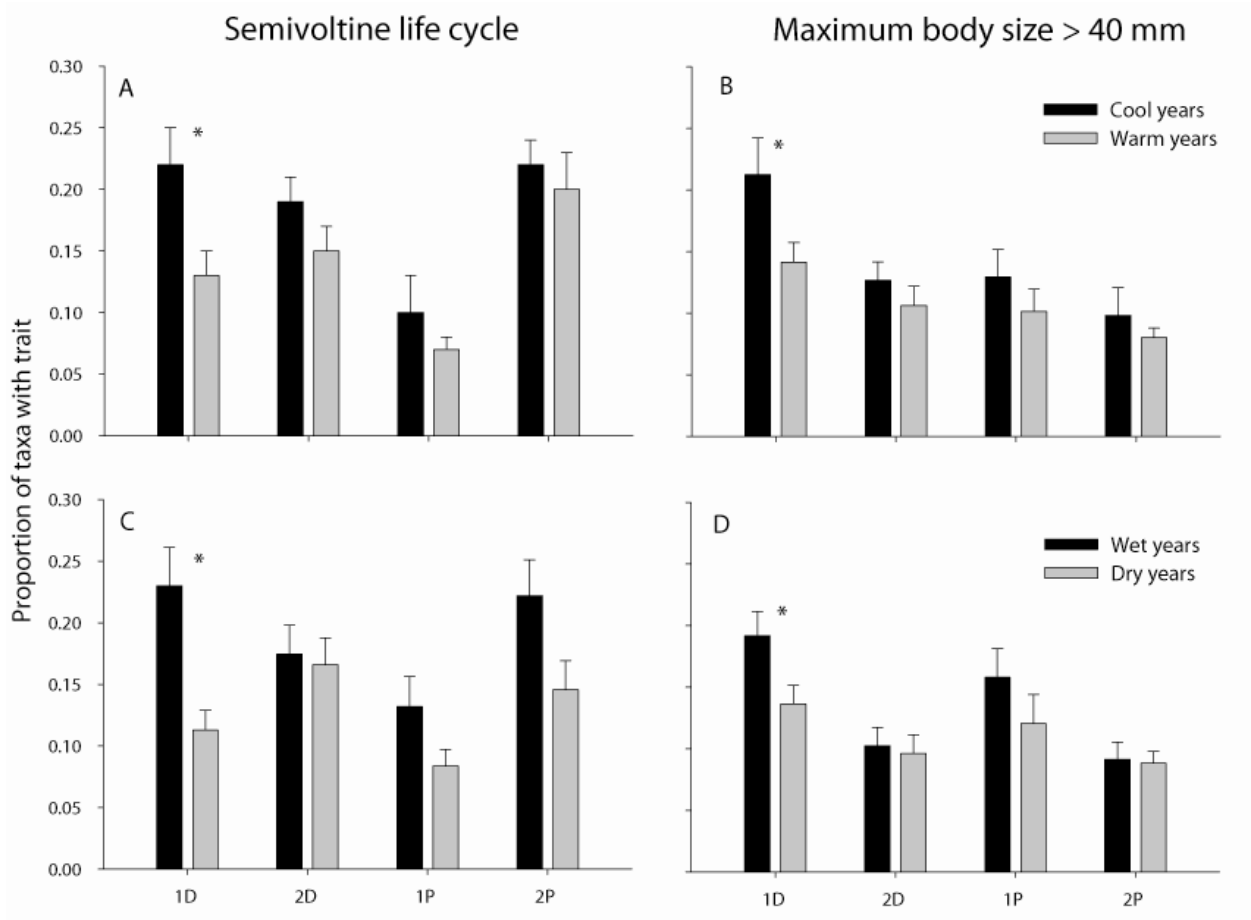 Semivoltine life cycle
Maximum body size > 40 mm
Proportion of taxa with trait
A
*
0.30
0.25
0.20
0.15
0.10
0.05
0.00
B
*
Cool years
Warm years
C
*
0.30
0.25
0.20
0.15
0.10
0.05
0.00
1D 2D 1P 2P
D
*
Wet years
Dry years
1D 2D 1P 2P